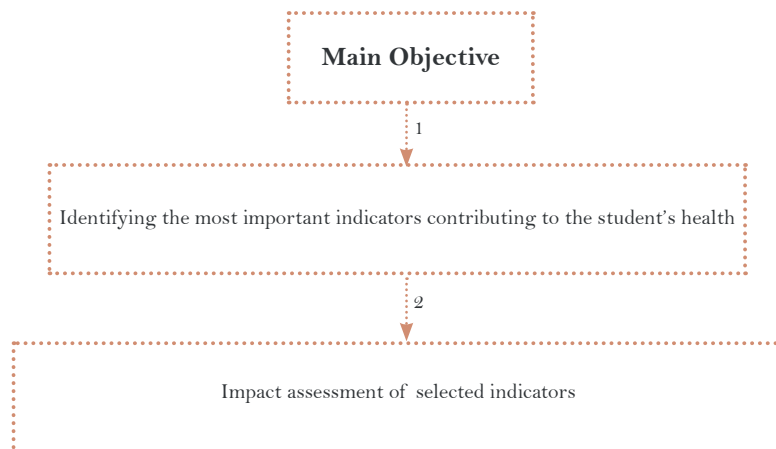 Main Objective
1
Identifying the most important indicators contributing to the student’s health
2
Impact assessment of selected indicators